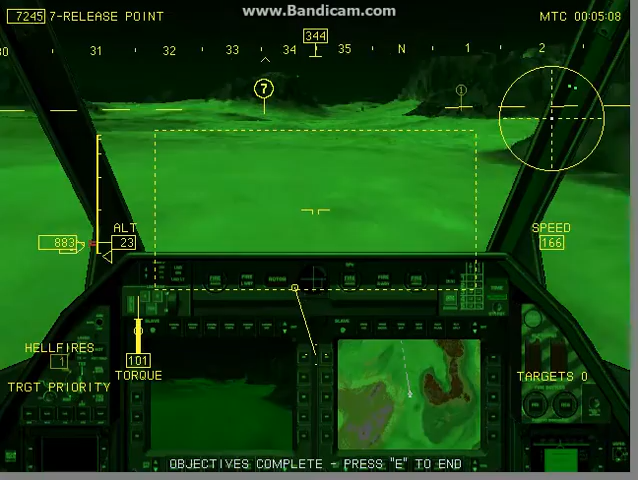 www.Bandicam.com
7245 7-RELEASE POINT
MTC 00:05:08
344
30 31 32 33 34 35 N 1 2
7
1
ALT
883 23
SPEED
166
HELLFIRES
TRGT PRIORITY
101
TORQUE
TARGETS 0
OBJECTIVES COMPLETE - PRESS "E" TO END